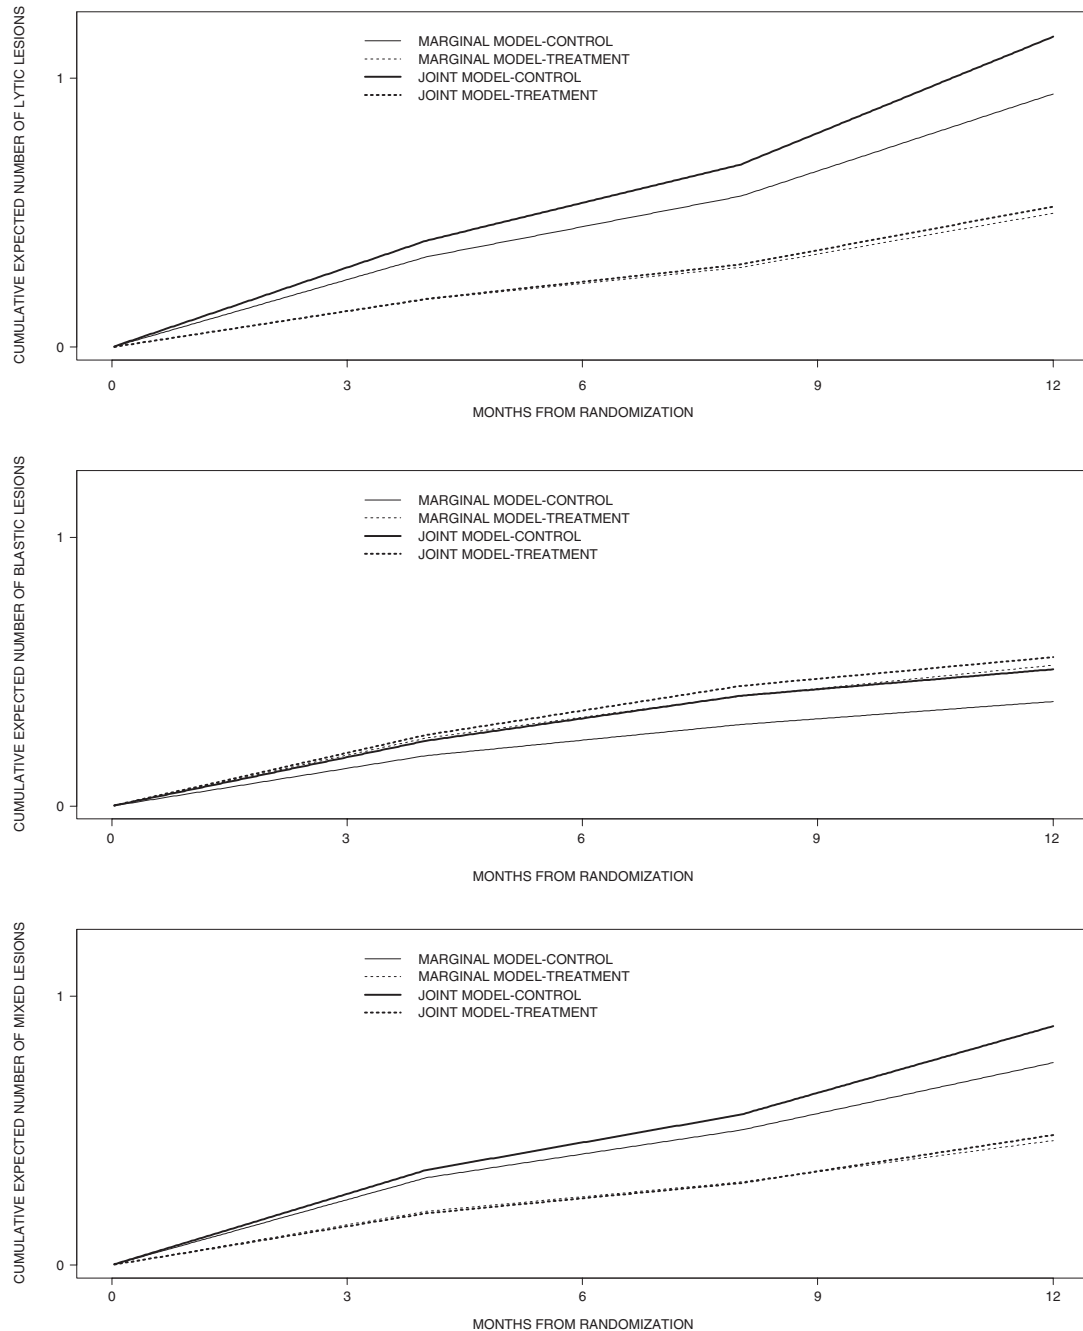 CUMULATIVE EXPECTED NUMBER OF LYTIC LESIONS
MARGINAL MODEL-CONTROL
MARGINAL MODEL-TREATMENT
JOINT MODEL-CONTROL
JOINT MODEL-TREATMENT
1
0
0 3 6 9 12
MONTHS FROM RANDOMIZATION
CUMULATIVE EXPECTED NUMBER OF BLASTIC LESIONS
MARGINAL MODEL-CONTROL
MARGINAL MODEL-TREATMENT
JOINT MODEL-CONTROL
JOINT MODEL-TREATMENT
1
0
0 3 6 9 12
MONTHS FROM RANDOMIZATION
CUMULATIVE EXPECTED NUMBER OF MIXED LESIONS
MARGINAL MODEL-CONTROL
MARGINAL MODEL-TREATMENT
JOINT MODEL-CONTROL
JOINT MODEL-TREATMENT
1
0
0 3 6 9 12
MONTHS FROM RANDOMIZATION